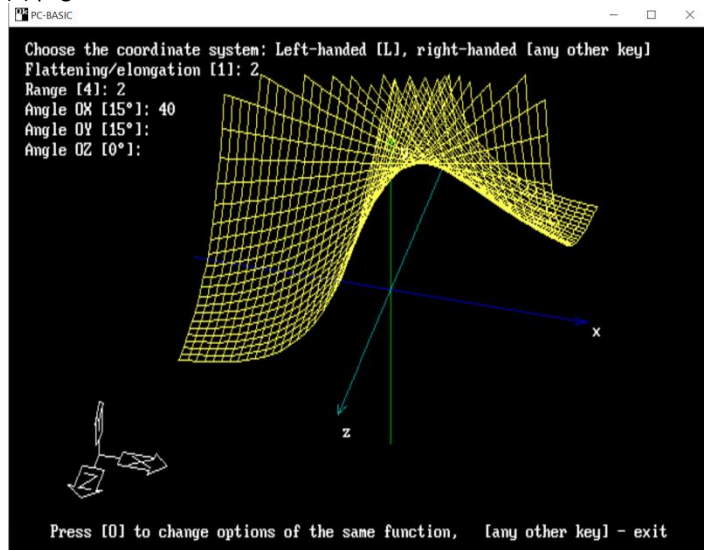 PC-BASIC
Choose the coordinate system: Left-handed [L], right-handed [any other key]
Flattening/elongation [1]: 2
Range [4]: 2
Angle OX [15°]: 40
Angle OY [15°]:
Angle OZ [0°]:
x
z
X
Z
Press [O] to change options of the same function, [any other key] - exit